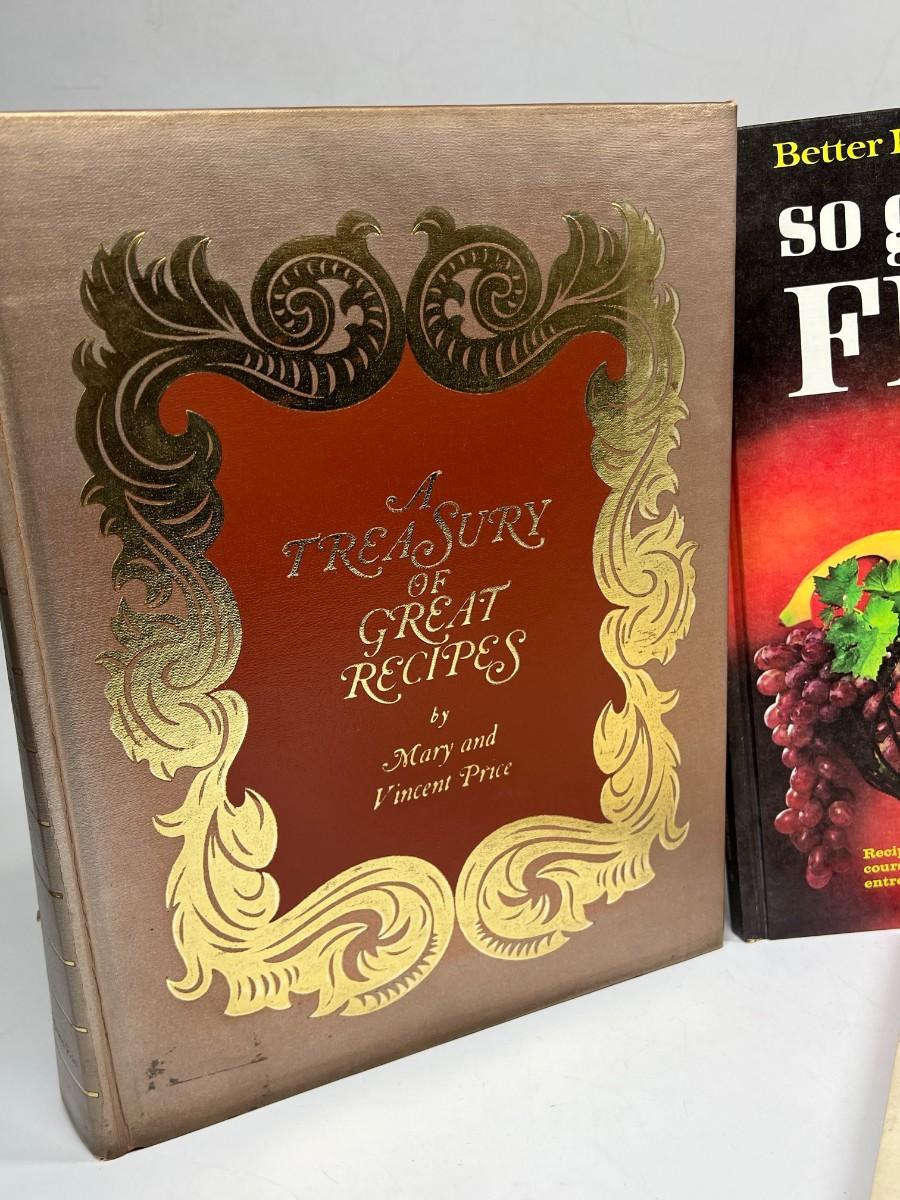 A
TREASURY
OF
GREAT
RECIPES
by
Mary and
Vincent Price
Better
so